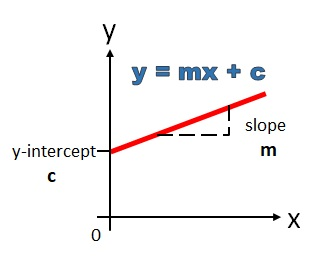 y
y = mx + c
slope
m
y-intercept
c
0
x